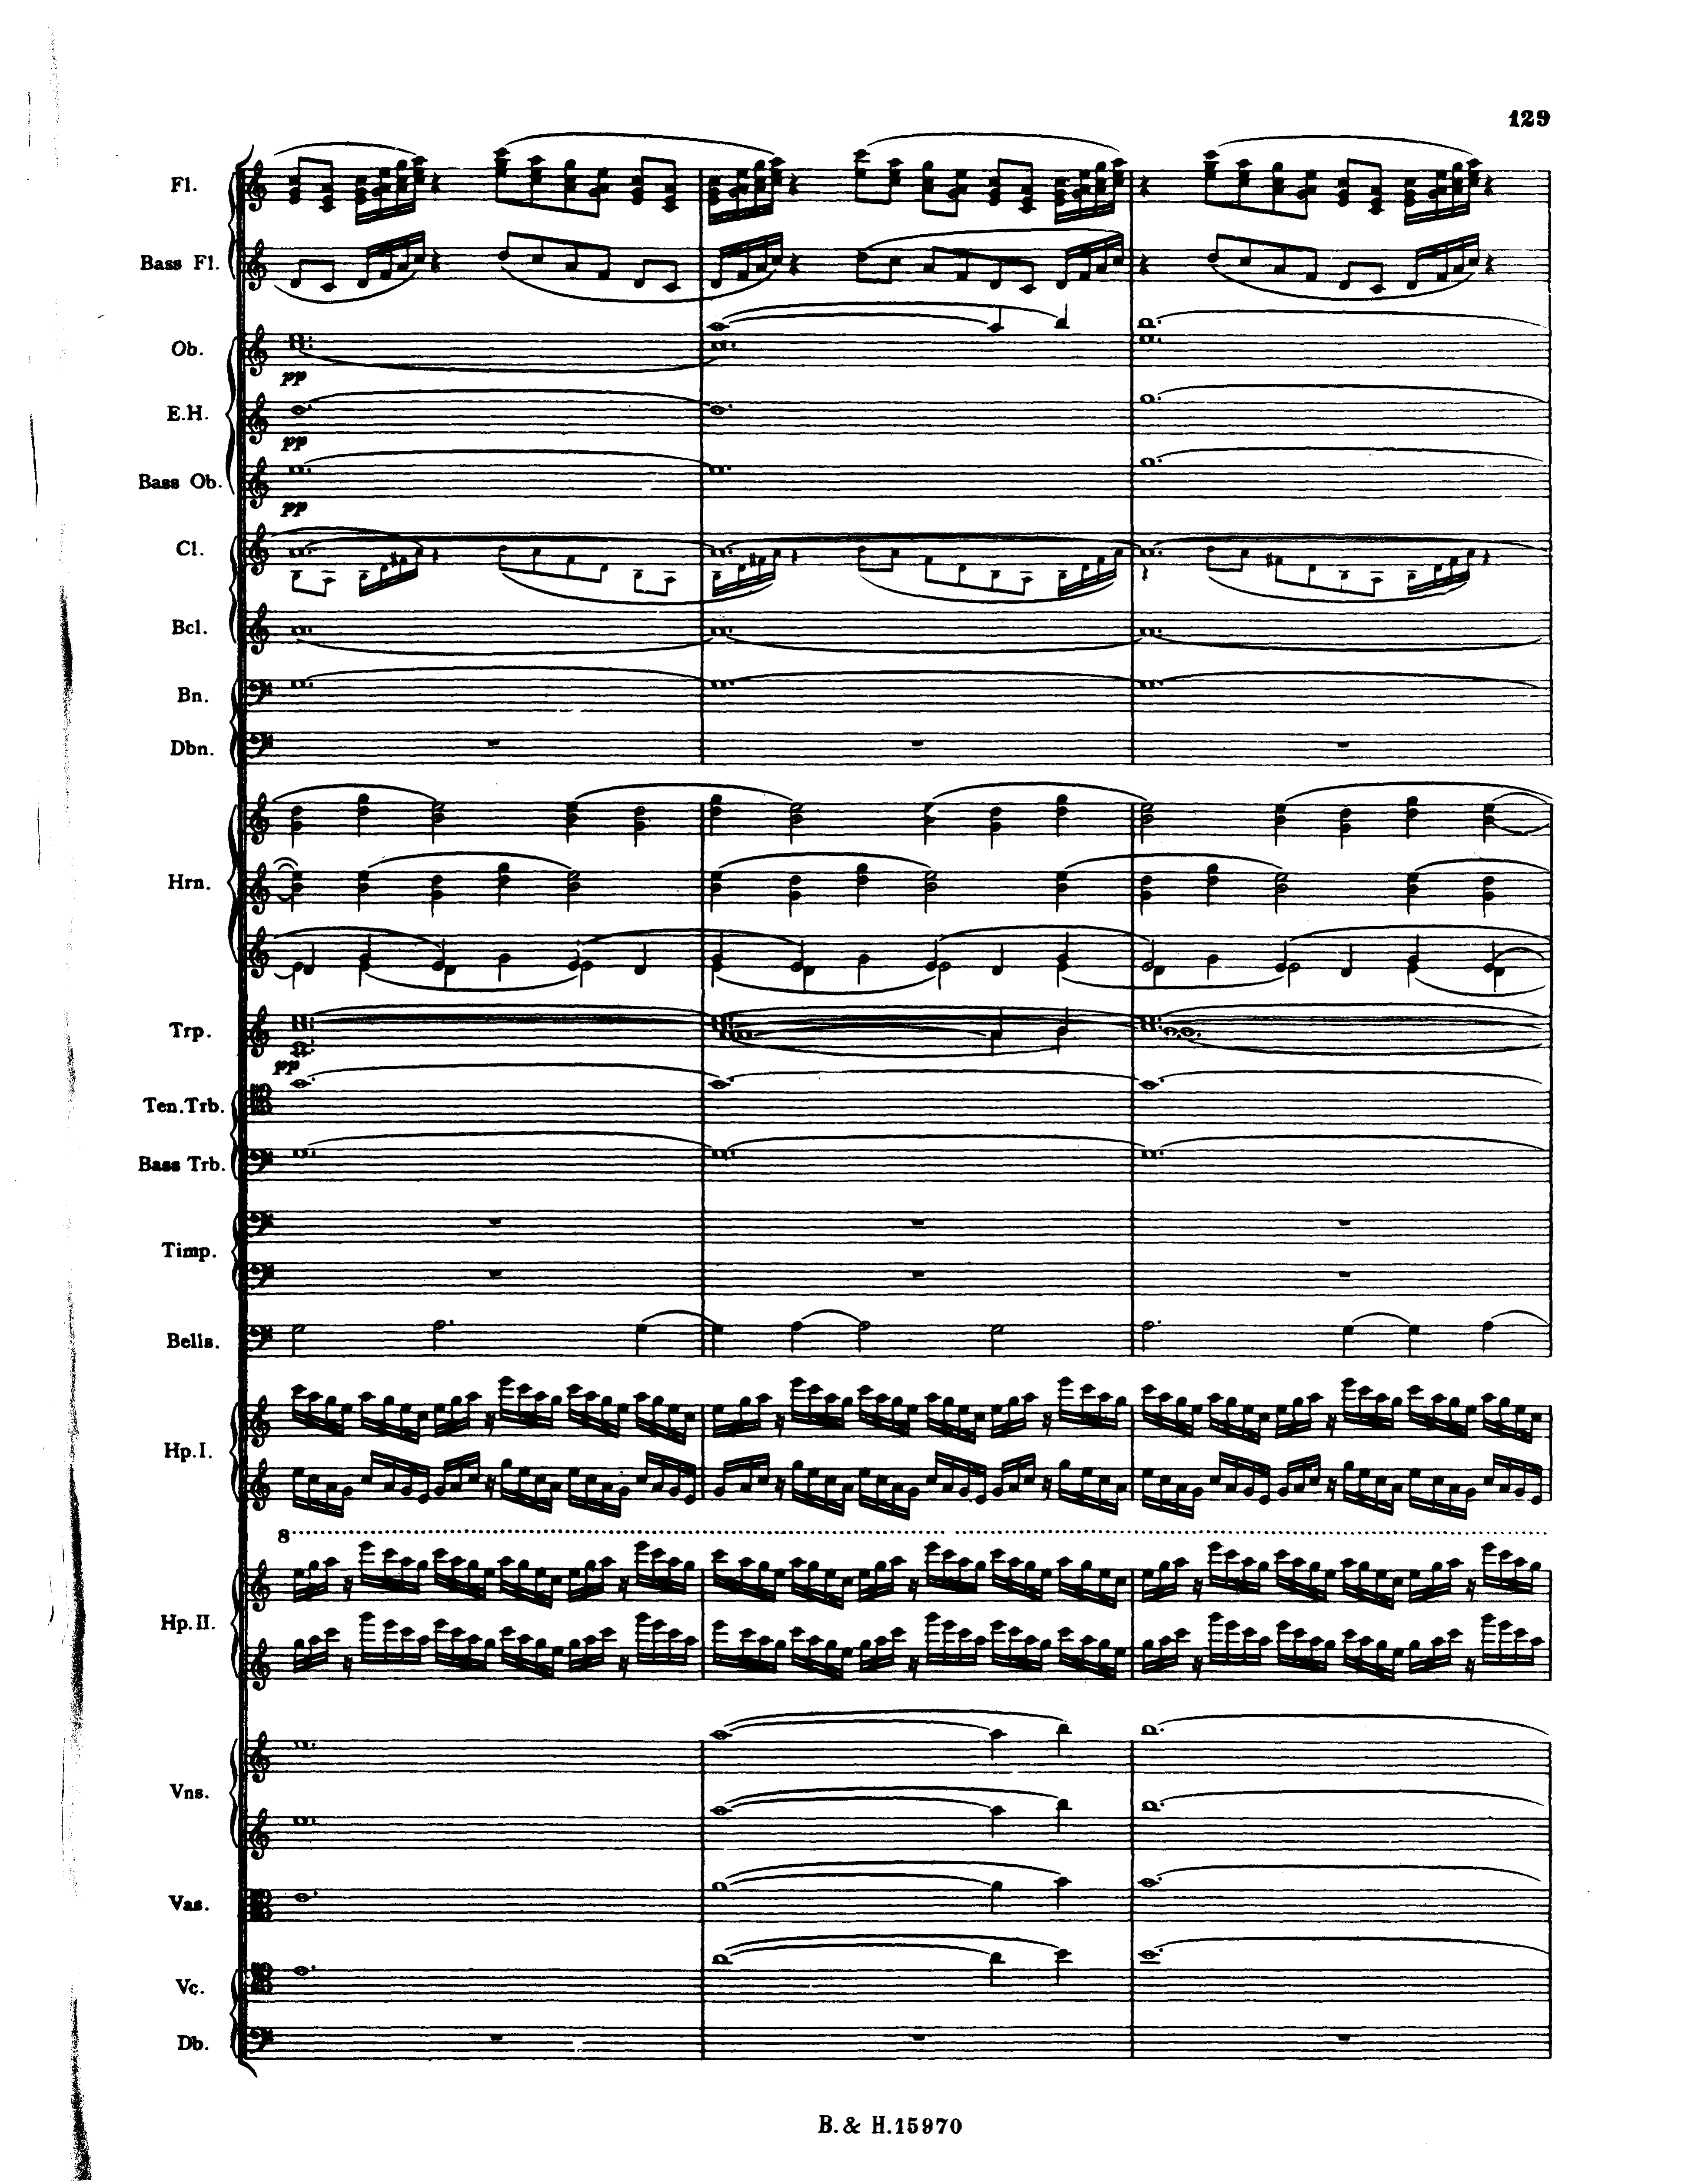 129
Fl.
Bass Fl.
Ob.
pp
E.H.
pp
Bass Ob.
pp
Cl.
Bcl.
Bn.
Dbn.
Hrn.
Trp.
pp
Ten.Trb.
Bass Trb.
Timp.
Bells.
Hp.I.
8
Hp.II.
Vns.
Vas.
Vc.
Db.
B.& H.15970